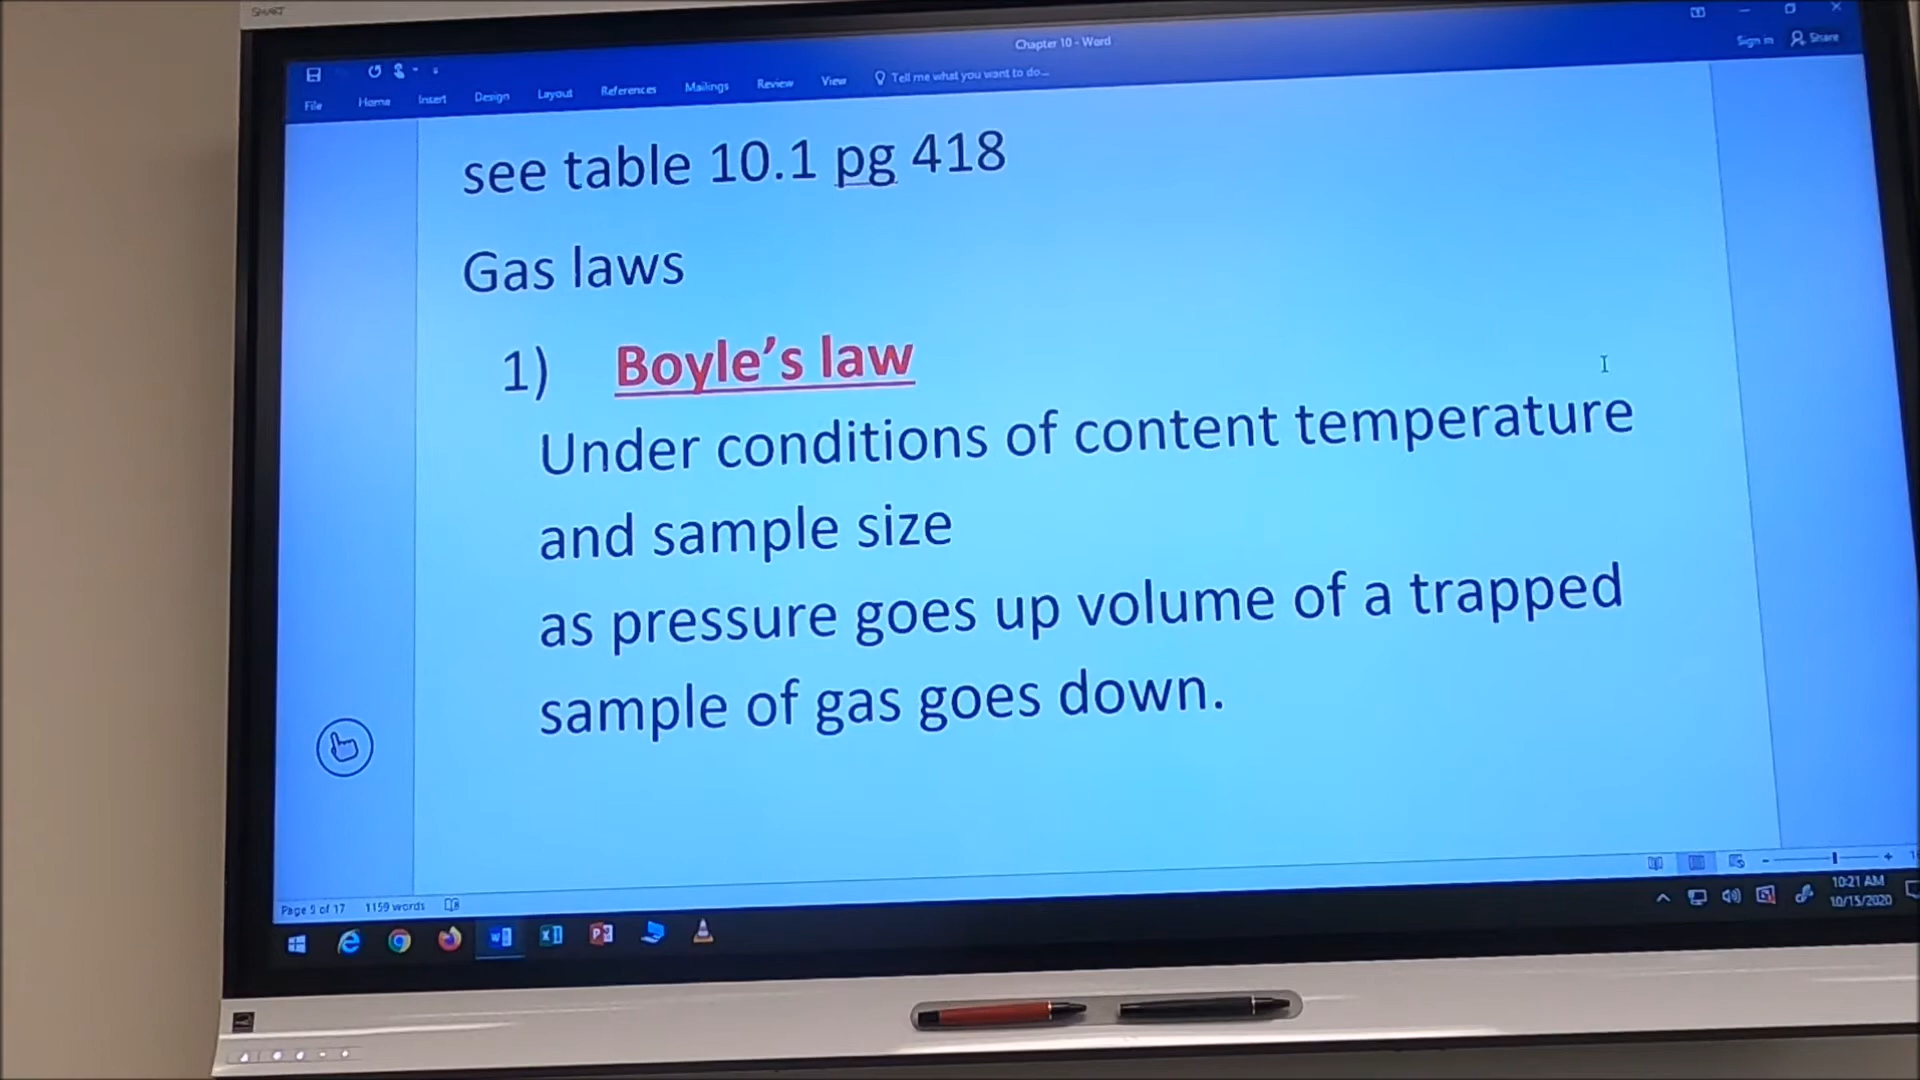 SMART
Chapter 10 - Word
Sign in Share
File Home Insert Design Layout References Mailings Review View Tell me what you want to do...
see table 10.1 pg 418
Gas laws
1) Boyle's law
Under conditions of content temperature
and sample size
as pressure goes up volume of a trapped
sample of gas goes down.
Page 9 of 17 1159 words
10:21 AM
10/15/2020